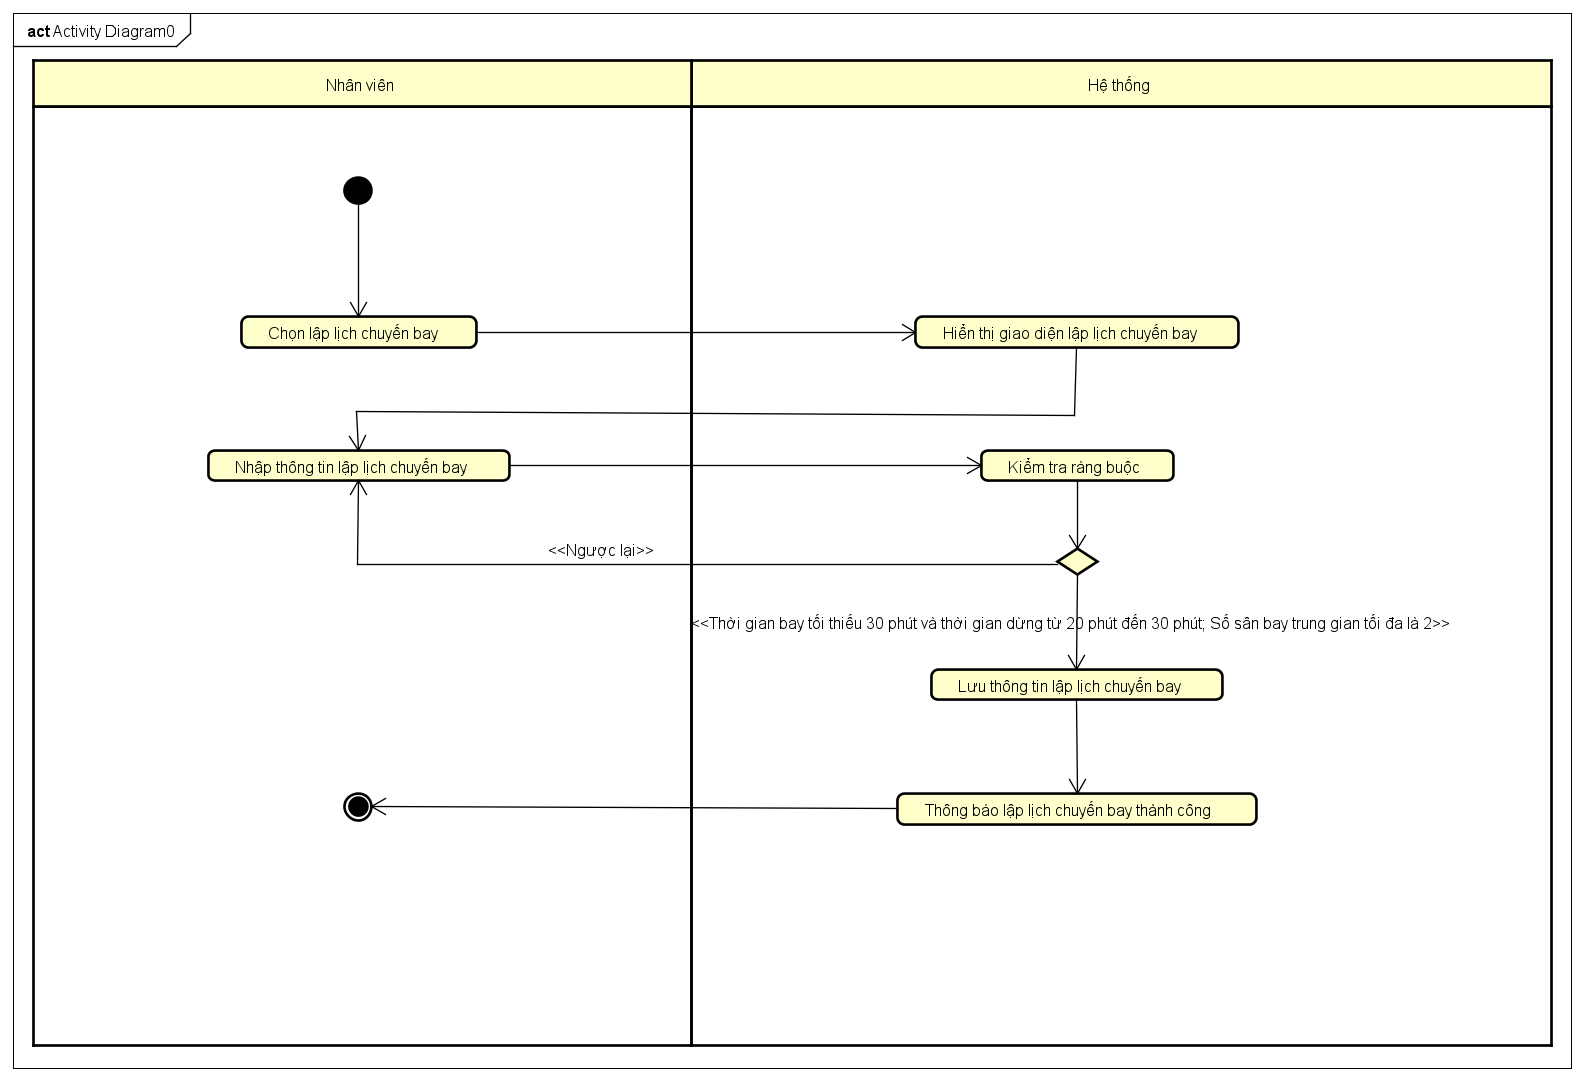 act Activity Diagram0
Nhân viên
Hệ thống
Chọn lập lịch chuyến bay
Hiển thị giao diện lập lịch chuyến bay
Nhập thông tin lập lịch chuyến bay
Kiểm tra ràng buộc
<<Ngược lại>>
<<Thời gian bay tối thiếu 30 phút và thời gian dừng từ 20 phút đến 30 phút; Số sân bay trung gian tối đa là 2>>
Lưu thông tin lập lịch chuyến bay
Thông báo lập lịch chuyến bay thành công